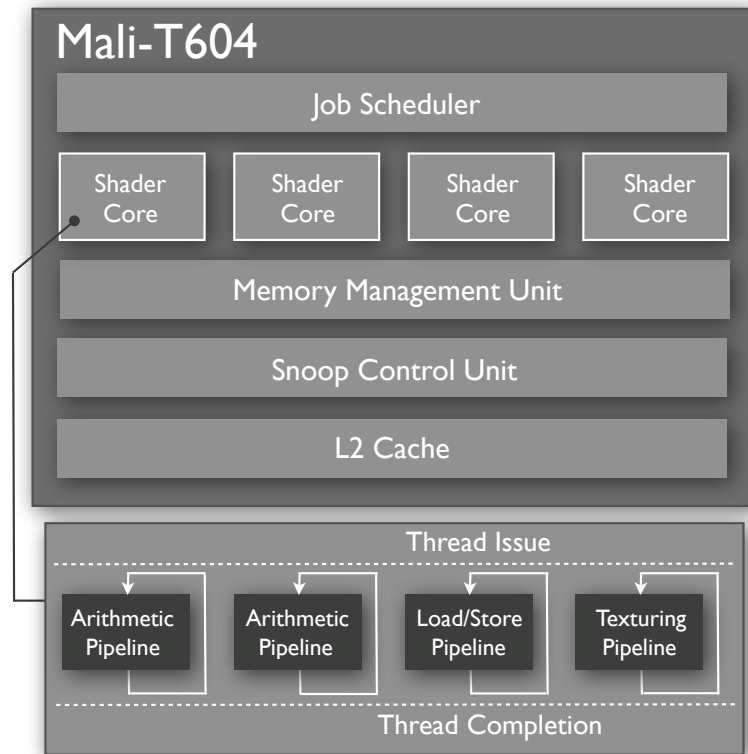 Mali-T604
Job Scheduler
Shader
Core
Shader
Core
Shader
Core
Shader
Core
Memory Management Unit
Snoop Control Unit
L2 Cache
Thread Issue
Arithmetic
Pipeline
Arithmetic
Pipeline
Load/Store
Pipeline
Texturing
Pipeline
Thread Completion